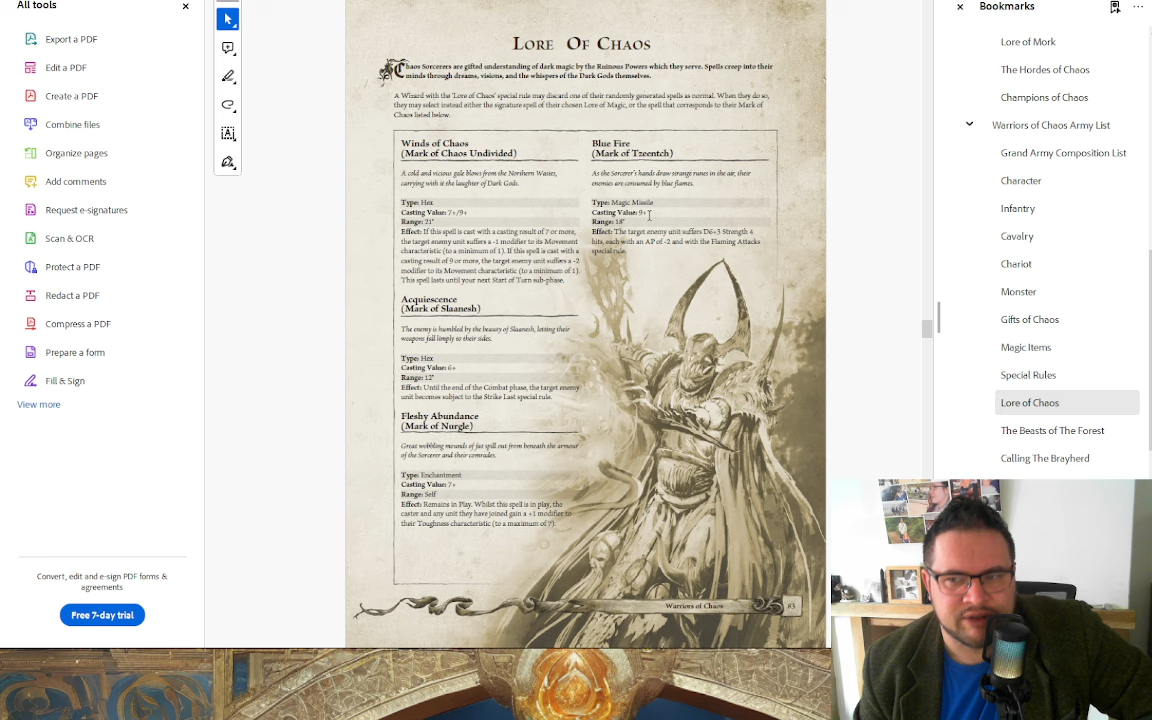 All tools
Export a PDF
Edit a PDF
Create a PDF
Combine files
Organize pages
Add comments
Request e-signatures
Scan & OCR
Protect a PDF
Redact a PDF
Compress a PDF
Prepare a form
Fill & Sign
View more
Convert, edit and e-sign PDF forms &
agreements
Free 7-day trial
Lore Of Chaos
Chaos Sorcerers are gifted understanding of dark magic by the Ruinous Powers which they serve. Spells creep into their
minds through dreams, visions, and the whispers of the Dark Gods themselves.
A Wizard with the 'Lore of Chaos' special rule may discard one of their randomly generated spells as normal. When they do so,
they may select instead either the signature spell of their chosen Lore of Magic, or the spell that corresponds to their Mark of
Chaos listed below.
Winds of Chaos
(Mark of Chaos Undivided)
A cold and vicious gale blows from the Northern Wastes,
carrying with it the laughter of Dark Gods.
Type: Hex
Casting Value: 7+/9+
Range: 21"
Effect: If this spell is cast with a casting result of 7 or more,
the target enemy unit suffers a -1 modifier to its Movement
characteristic (to a minimum of 1). If this spell is cast with a
casting result of 9 or more, the target enemy unit suffers a -2
modifier to its Movement characteristic (to a minimum of 1).
This spell lasts until your next Start of Turn sub-phase.
Acquiescence
(Mark of Slaanesh)
The enemy is humbled by the beauty of Slaanesh, letting their
weapons fall limply to their sides.
Type: Hex
Casting Value: 6+
Range: 12"
Effect: Until the end of the Combat phase, the target enemy
unit becomes subject to the Strike Last special rule.
Fleshy Abundance
(Mark of Nurgle)
Great wobbling mounds of fat spill out from beneath the armour
of the Sorcerer and their comrades.
Type: Enchantment
Casting Value: 7+
Range: Self
Effect: Remains in Play. Whilst this spell is in play, the
caster and any unit they have joined gain a +1 modifier to
their Toughness characteristic (to a maximum of 7).
Blue Fire
(Mark of Tzeentch)
As the Sorcerer's hands draw strange runes in the air, their
enemies are consumed by blue flames.
Type: Magic Missile
Casting Value: 9+
Range: 18"
Effect: The target enemy unit suffers D6+3 Strength 4
hits, each with an AP of -2 and with the Flaming Attacks
special rule.
Warriors of Chaos
83
Bookmarks
Lore of Mork
The Hordes of Chaos
Champions of Chaos
Warriors of Chaos Army List
Grand Army Composition List
Character
Infantry
Cavalry
Chariot
Monster
Gifts of Chaos
Magic Items
Special Rules
Lore of Chaos
The Beasts of The Forest
Calling The Brayherd